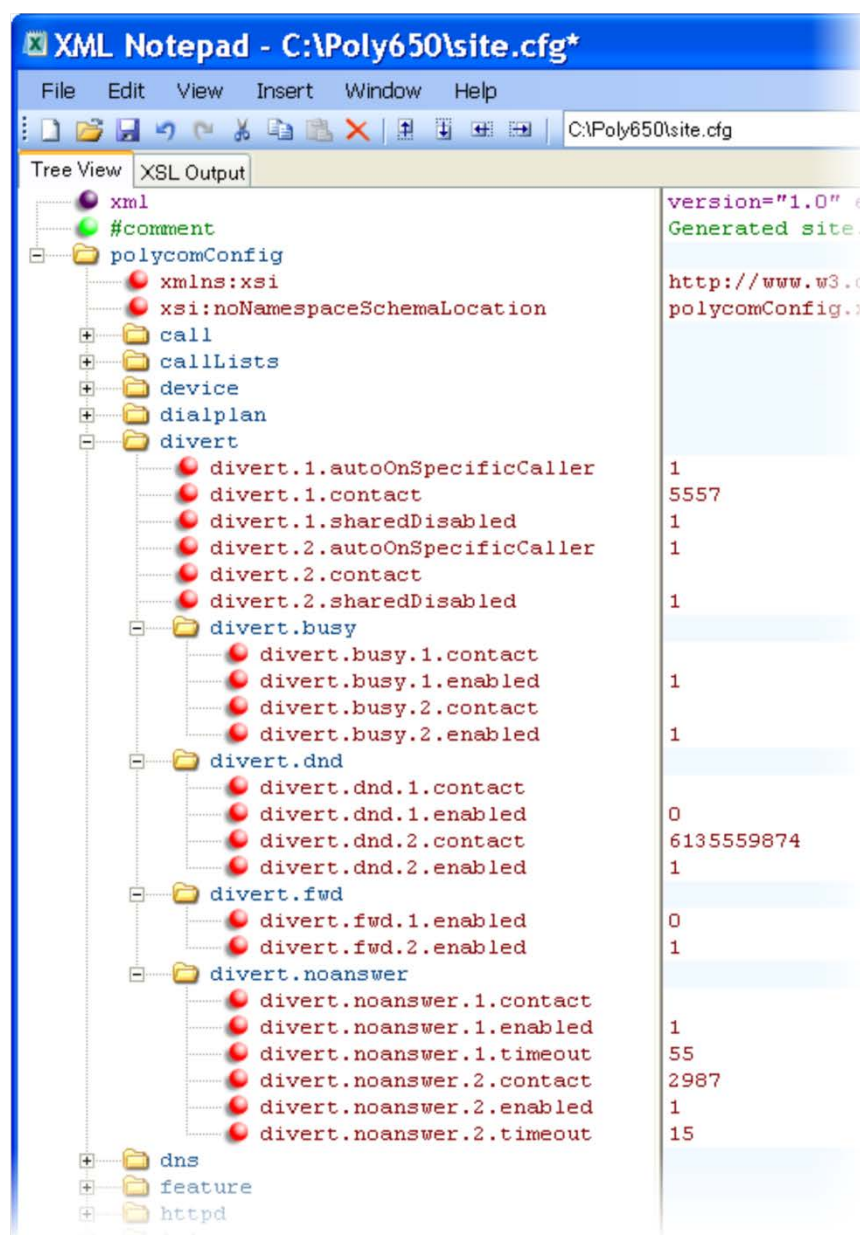 XML Notepad - C:\Poly650\site.cfg*
File Edit View Insert Window Help
C:\Poly650\site.cfg
Tree View XSL Output
xml version="1.0"
#comment Generated site
polycomConfig
xmlns:xsi http://www.w3.
xsi:noNamespaceSchemaLocation polycomConfig.
call
callLists
device
dialplan
divert
divert.1.autoOnSpecificCaller 1
divert.1.contact 5557
divert.1.sharedDisabled 1
divert.2.autoOnSpecificCaller 1
divert.2.contact
divert.2.sharedDisabled 1
divert.busy
divert.busy.1.contact
divert.busy.1.enabled 1
divert.busy.2.contact
divert.busy.2.enabled 1
divert.dnd
divert.dnd.1.contact
divert.dnd.1.enabled 0
divert.dnd.2.contact 6135559874
divert.dnd.2.enabled 1
divert.fwd
divert.fwd.1.enabled 0
divert.fwd.2.enabled 1
divert.noanswer
divert.noanswer.1.contact
divert.noanswer.1.enabled 1
divert.noanswer.1.timeout 55
divert.noanswer.2.contact 2987
divert.noanswer.2.enabled 1
divert.noanswer.2.timeout 15
dns
feature
httpd